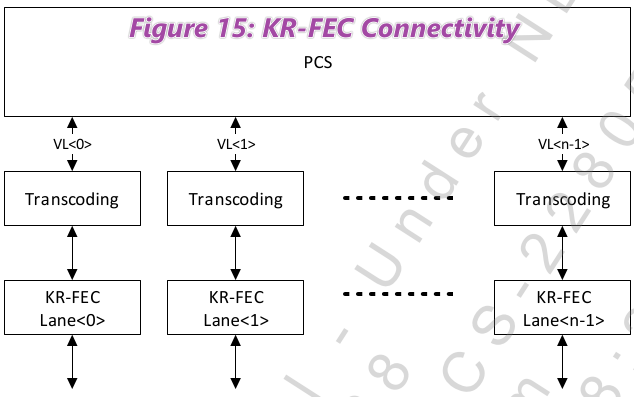 Figure 15: KR-FEC Connectivity
PCS
VL<0>
VL<1>
VL<n-1>
Transcoding
Transcoding
Transcoding
KR-FEC
Lane<0>
KR-FEC
Lane<1>
KR-FEC
Lane<n-1>
- Under